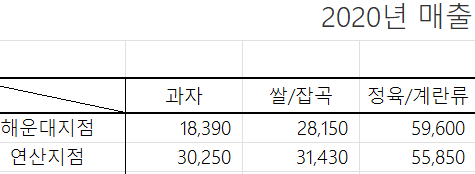 2020년 매출
과자 쌀/잡곡 정육/계란류
해운대지점 18,390 28,150 59,600
연산지점 30,250 31,430 55,850